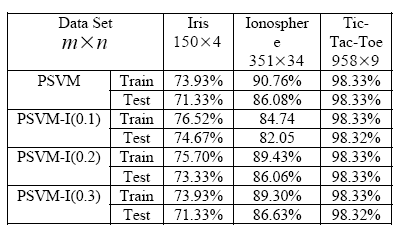 Data Set Iris Ionospher Tic-
m×n 150×4 e Tac-Toe
351×34 958×9
PSVM Train 73.93% 90.76% 98.33%
Test 71.33% 86.08% 98.33%
PSVM-I(0.1) Train 76.52% 84.74 98.33%
Test 74.67% 82.05 98.32%
PSVM-I(0.2) Train 75.70% 89.43% 98.33%
Test 73.33% 86.06% 98.33%
PSVM-I(0.3) Train 73.93% 89.30% 98.33%
Test 71.33% 86.63% 98.32%